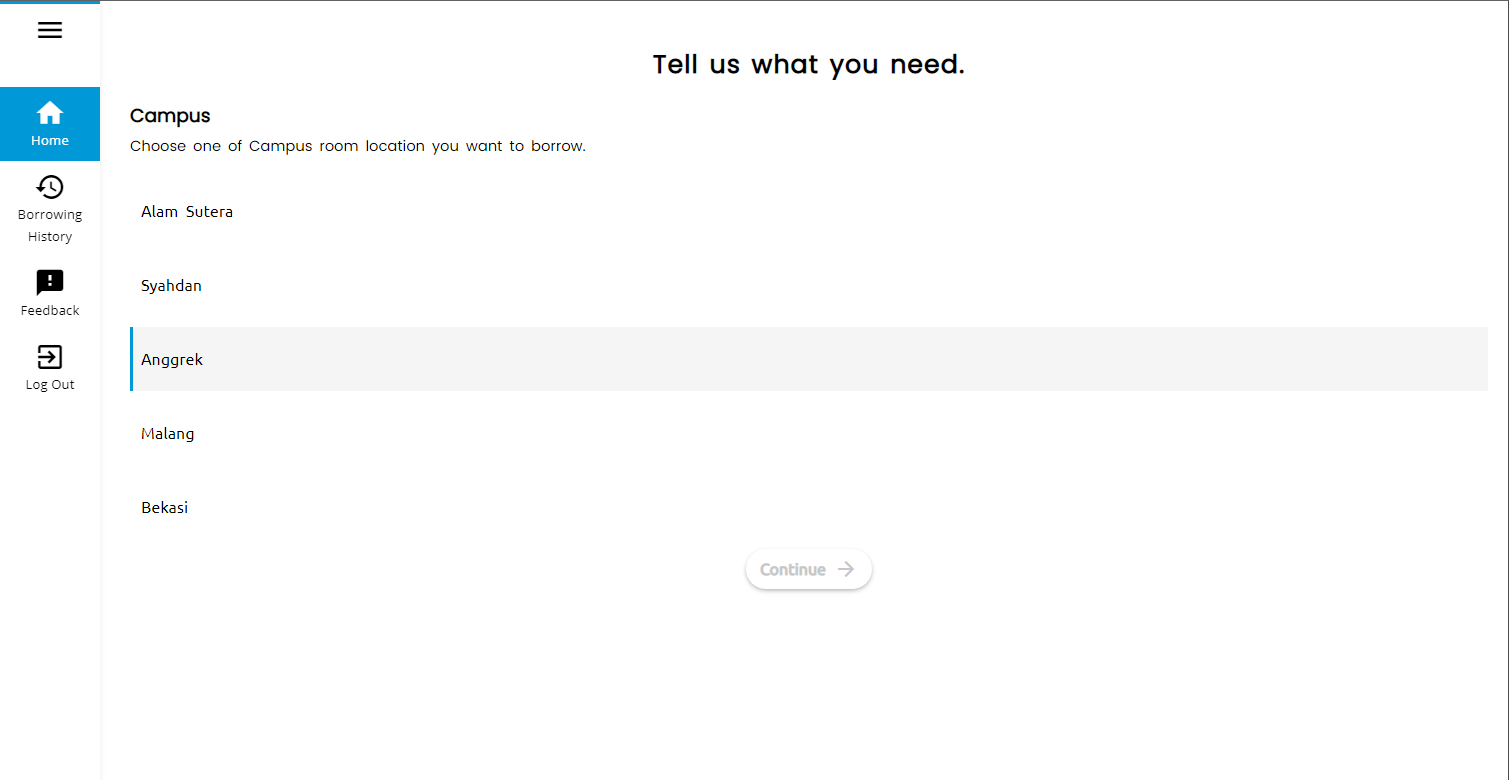 Tell us what you need.
Campus
Choose one of Campus room location you want to borrow.
Home
Borrowing
History
Feedback
Log Out
Alam Sutera
Syahdan
Anggrek
Malang
Bekasi
Continue